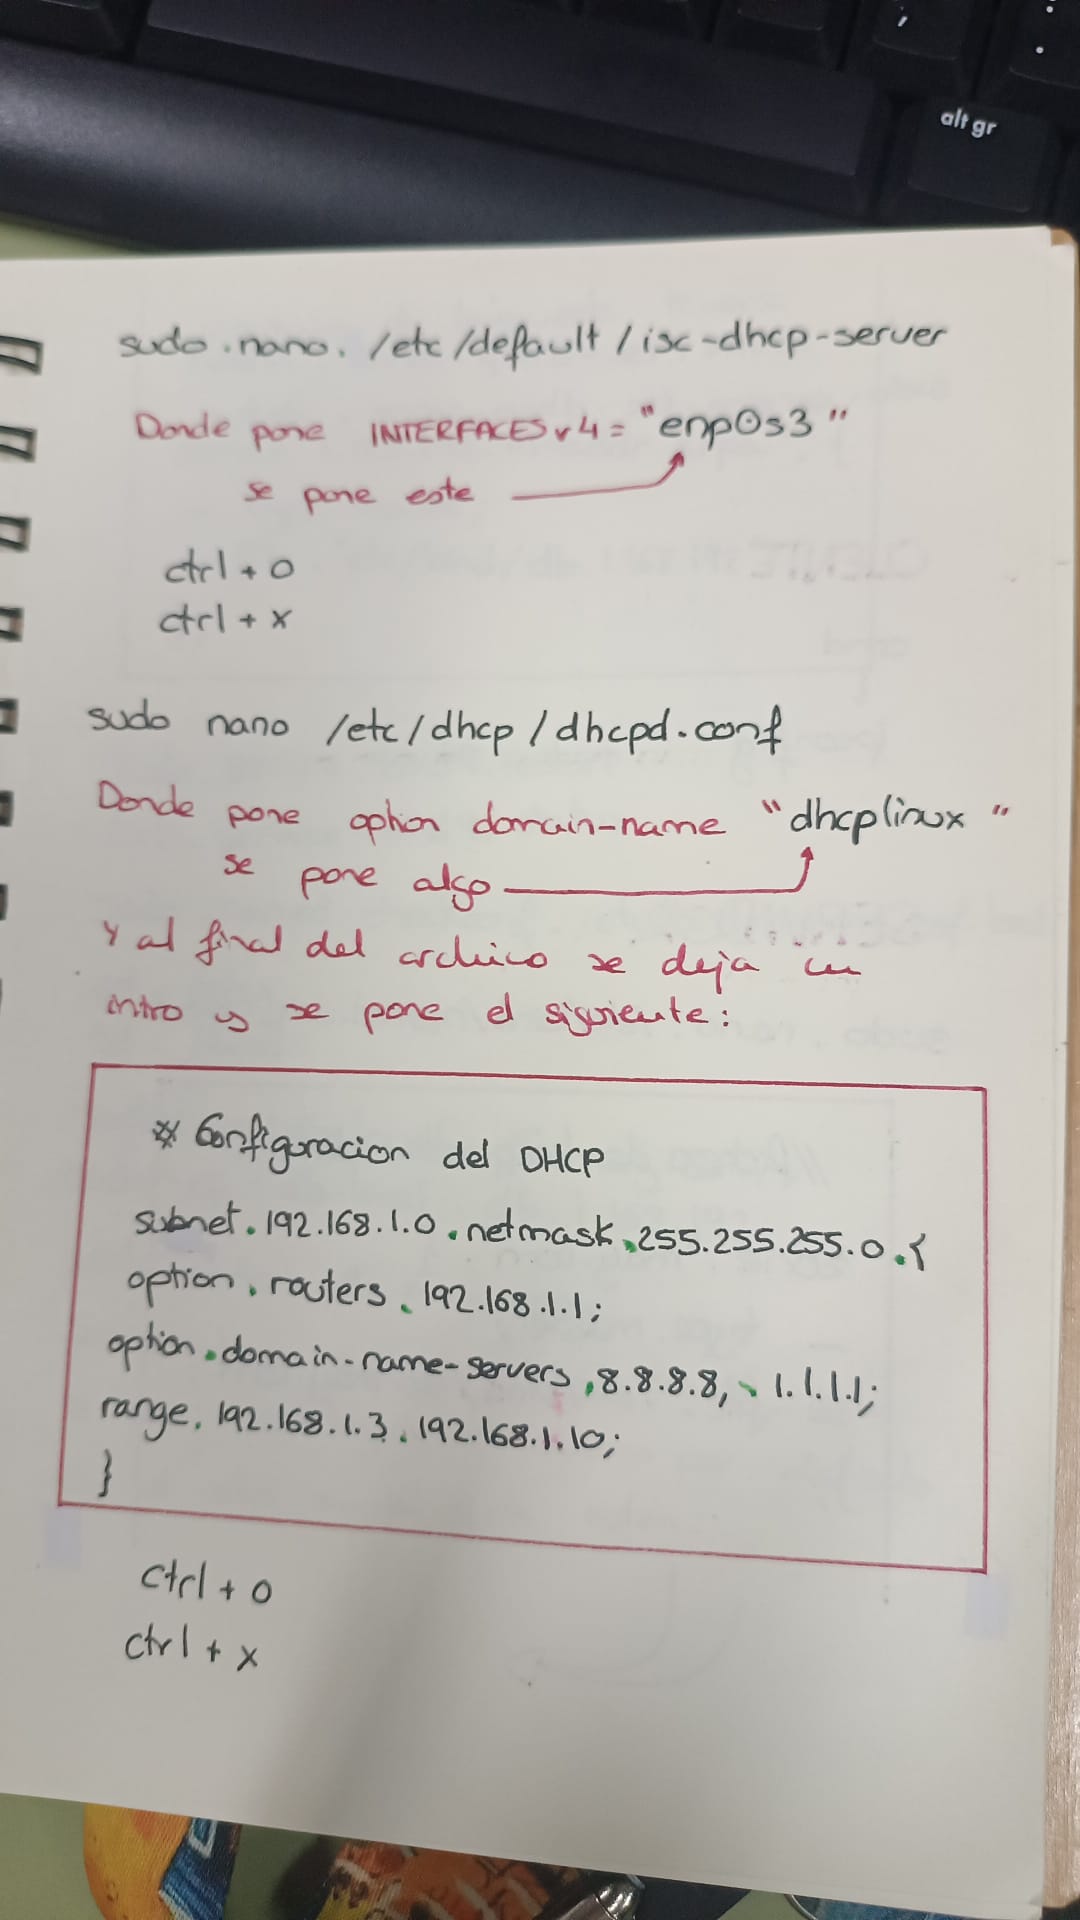 alt gr
sudo . nano . /etc/default/isc-dhcp-server
Donde pone INTERFACESv4 = "enp0s3"
se pone este
ctrl + o
ctrl + x
sudo nano /etc/dhcp/dhcpd.conf
Donde pone option domain-name "dhcplinux"
se pone algo
Y al final del archivo se deja un
intro y se pone el siguiente:
# Configuracion del DHCP
subnet . 192.168.1.0 . netmask . 255.255.255.0 . {
option . routers . 192.168.1.1;
option . domain-name-servers . 8.8.8.8, . 1.1.1.1;
range . 192.168.1.3 . 192.168.1.10;
}
ctrl + o
ctrl + x